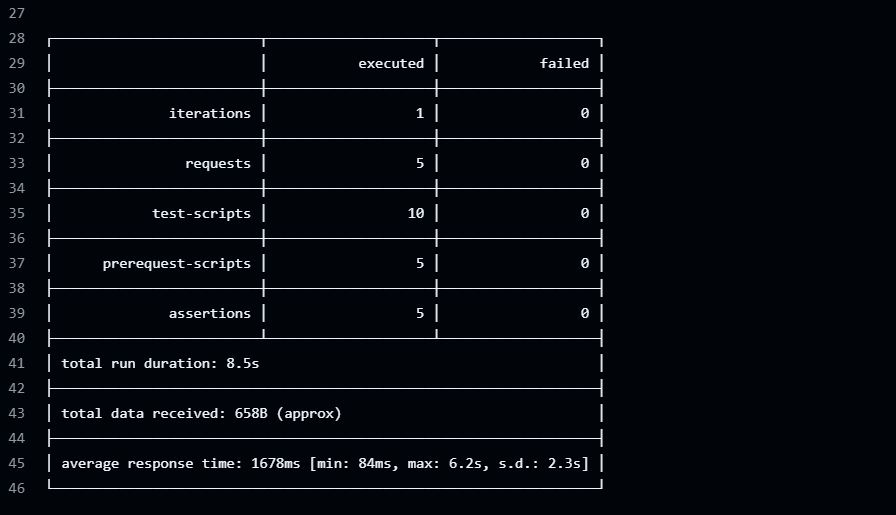 27
28
29 executed failed
30
31 iterations 1 0
32
33 requests 5 0
34
35 test-scripts 10 0
36
37 prerequest-scripts 5 0
38
39 assertions 5 0
40
41 total run duration: 8.5s
42
43 total data received: 658B (approx)
44
45 average response time: 1678ms [min: 84ms, max: 6.2s, s.d.: 2.3s]
46